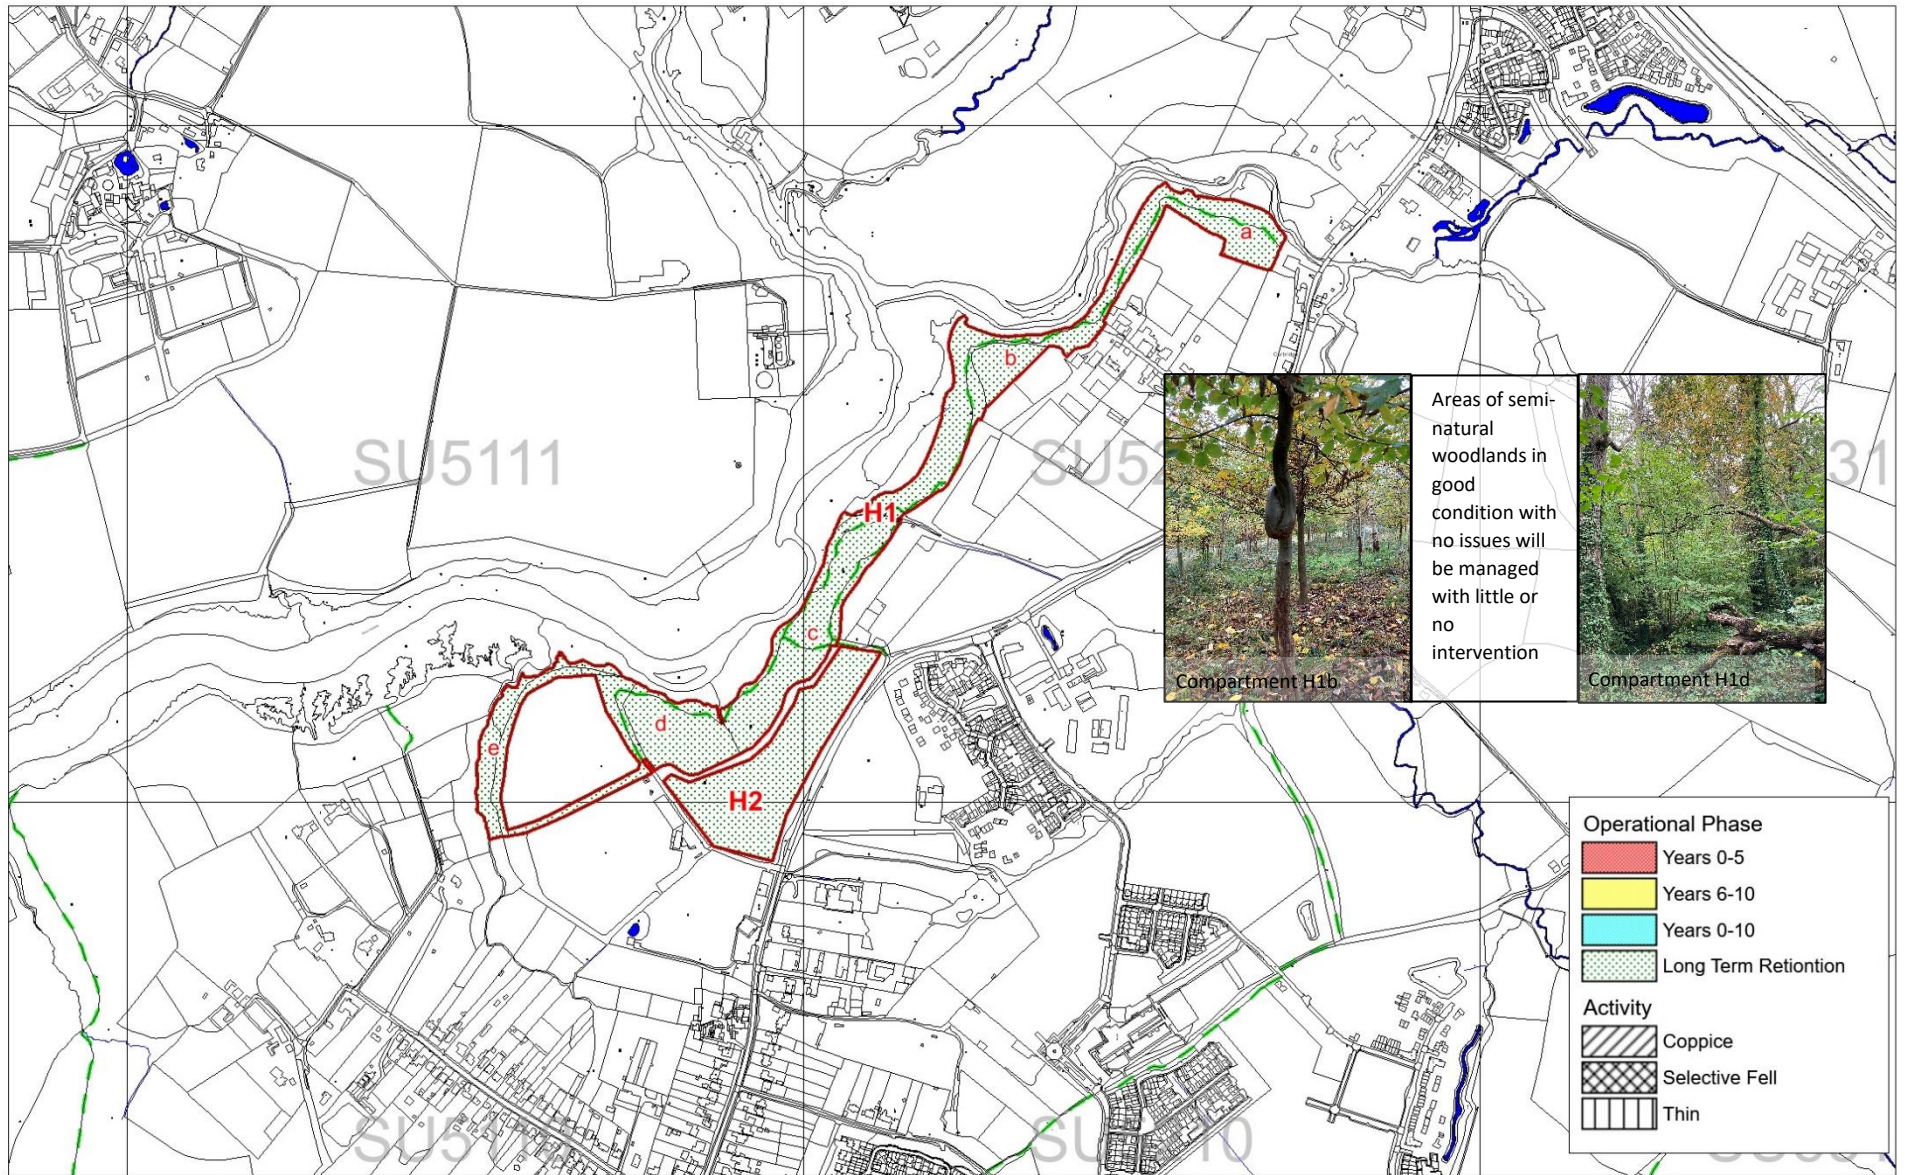 a
b
SU5111
SU52
31
H1
c
d
e
H2
Compartment H1b
Areas of semi-
natural
woodlands in
good
condition with
no issues will
be managed
with little or
no
intervention
Compartment H1d
Operational Phase
Years 0-5
Years 6-10
Years 0-10
Long Term Retiontion
Activity
Coppice
Selective Fell
Thin
10